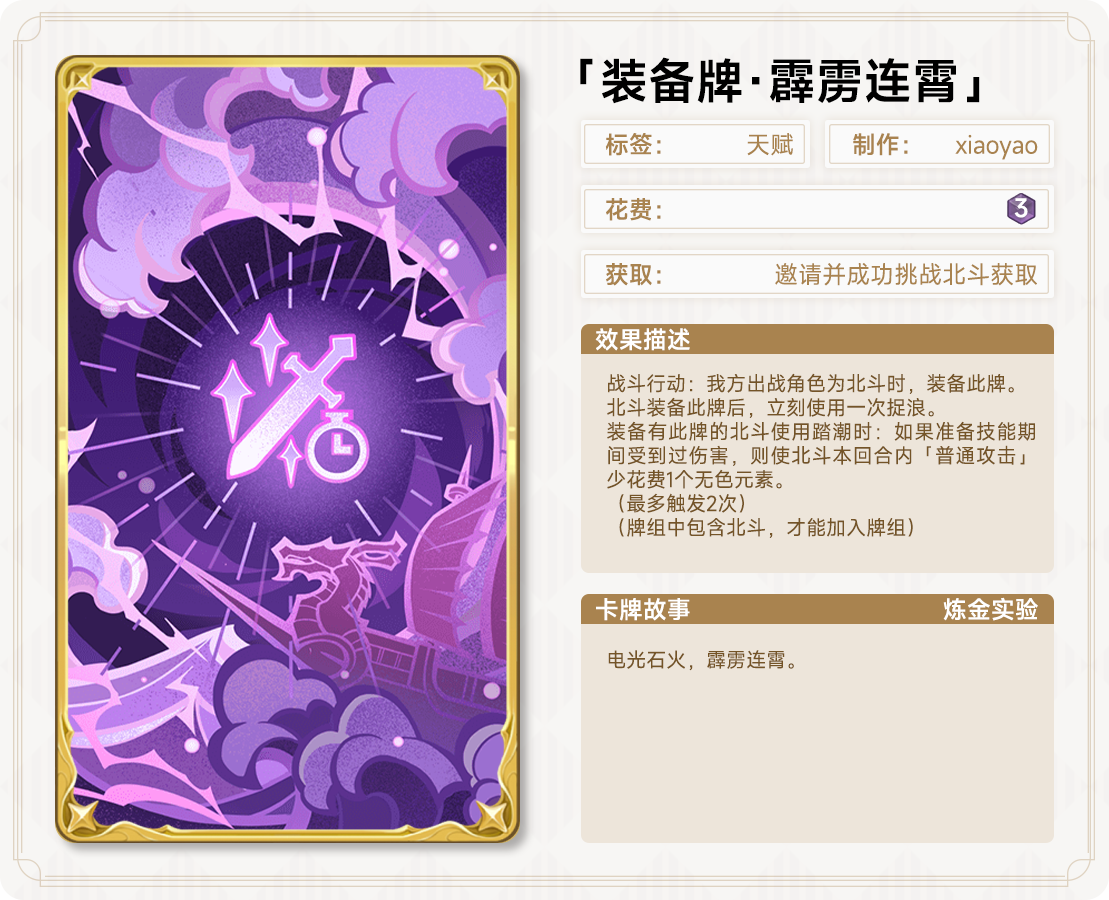 「装备牌·霹雳连霄」
标签： 天赋 制作： xiaoyao
花费： 3
获取： 邀请并成功挑战北斗获取
效果描述
战斗行动：我方出战角色为北斗时，装备此牌。
北斗装备此牌后，立刻使用一次捉浪。
装备有此牌的北斗使用踏潮时：如果准备技能期
间受到过伤害，则使北斗本回合内「普通攻击」
少花费1个无色元素。
（最多触发2次）
（牌组中包含北斗，才能加入牌组）
卡牌故事 炼金实验
电光石火，霹雳连霄。